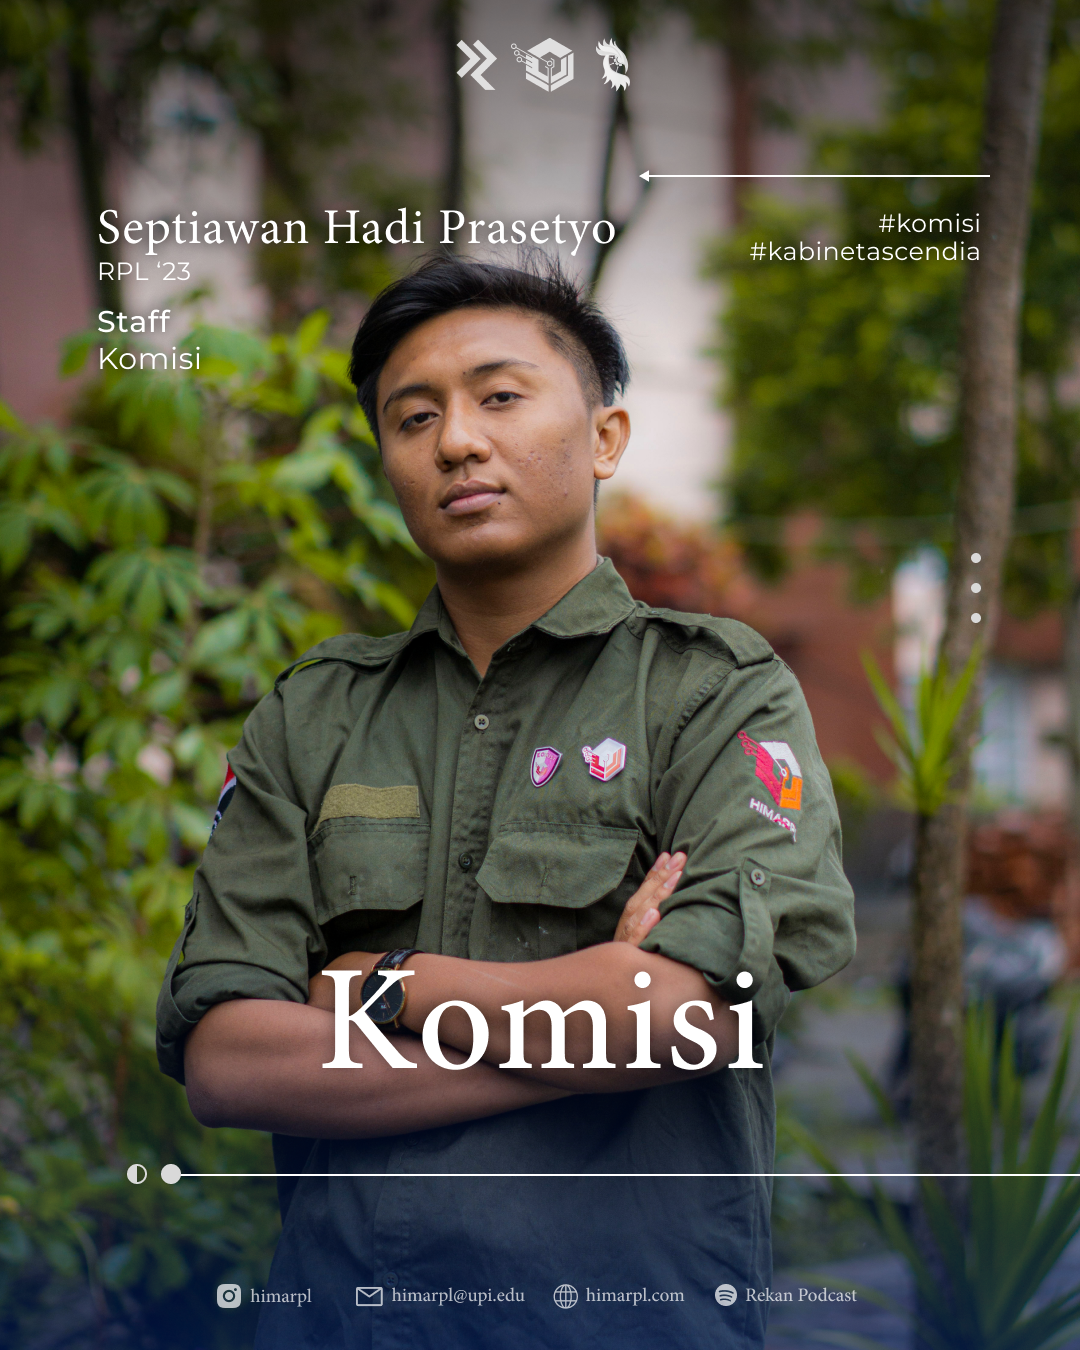 Septiawan Hadi Prasetyo
RPL ‘23
Staff
Komisi
#komisi
#kabinetascendia
HIMARPL
Komisi
himarpl
himarpl@upi.edu
himarpl.com
Rekan Podcast